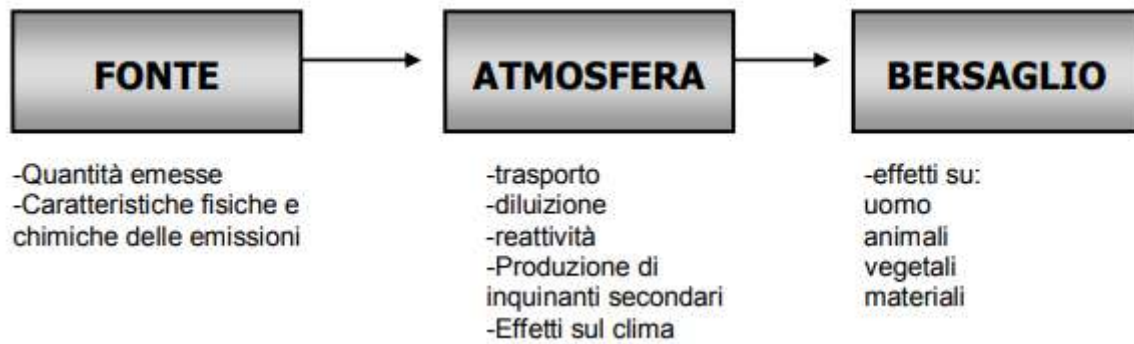 FONTE
ATMOSFERA
BERSAGLIO
-Quantità emesse
-Caratteristiche fisiche e
chimiche delle emissioni
-trasporto
-diluizione
-reattività
-Produzione di
inquinanti secondari
-Effetti sul clima
-effetti su:
uomo
animali
vegetali
materiali